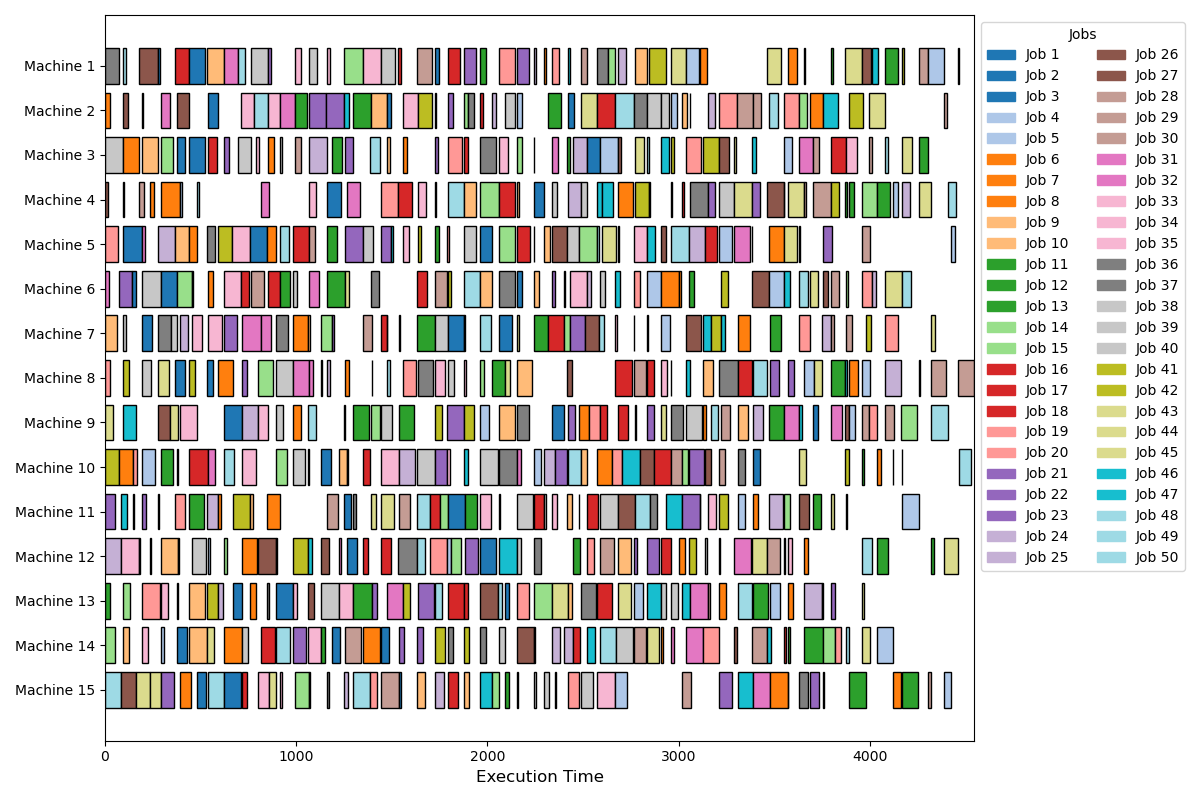 Machine 1
Machine 2
Machine 3
Machine 4
Machine 5
Machine 6
Machine 7
Machine 8
Machine 9
Machine 10
Machine 11
Machine 12
Machine 13
Machine 14
Machine 15
0 1000 2000 3000 4000
Execution Time
Jobs
Job 1 Job 26
Job 2 Job 27
Job 3 Job 28
Job 4 Job 29
Job 5 Job 30
Job 6 Job 31
Job 7 Job 32
Job 8 Job 33
Job 9 Job 34
Job 10 Job 35
Job 11 Job 36
Job 12 Job 37
Job 13 Job 38
Job 14 Job 39
Job 15 Job 40
Job 16 Job 41
Job 17 Job 42
Job 18 Job 43
Job 19 Job 44
Job 20 Job 45
Job 21 Job 46
Job 22 Job 47
Job 23 Job 48
Job 24 Job 49
Job 25 Job 50